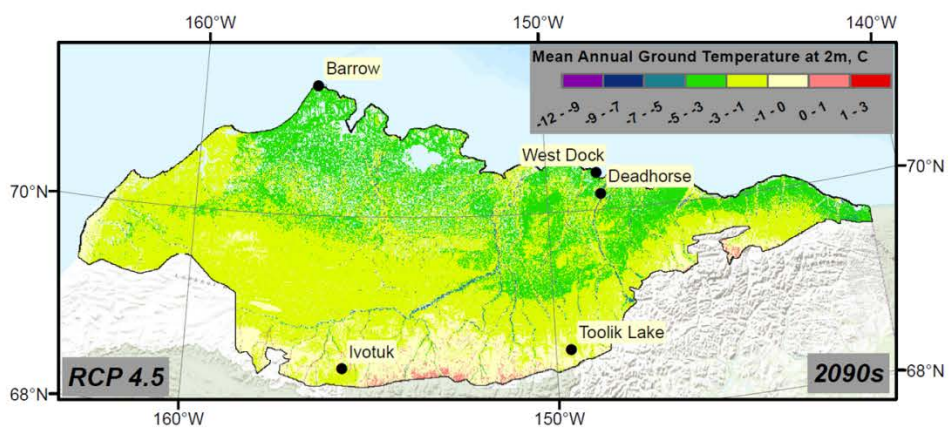 160°W 150°W 140°W
Mean Annual Ground Temperature at 2m, C
-12 - -9 -9 - -7 -7 - -5 -5 - -3 -3 - -1 -1 - 0 0 - 1 1 - 3
Barrow
West Dock
Deadhorse
70°N 70°N
Toolik Lake
Ivotuk
RCP 4.5 2090s
68°N 68°N
160°W 150°W